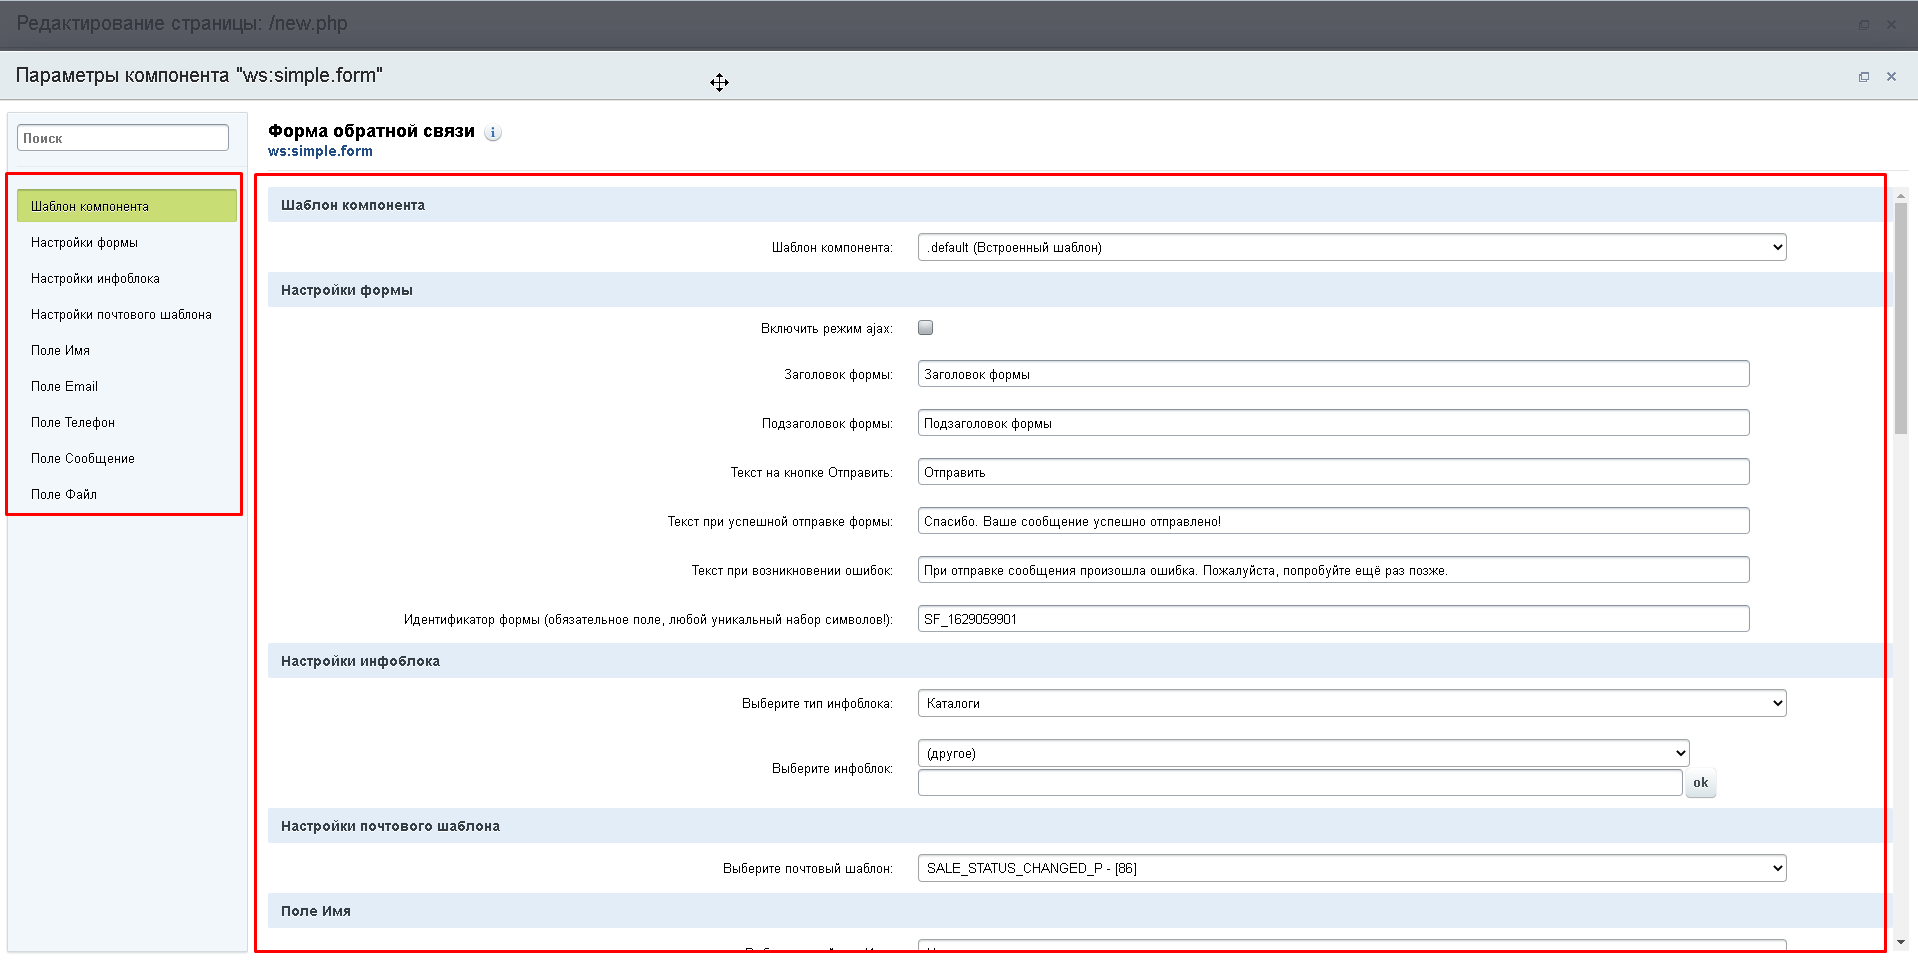 Редактирование страницы: /new.php
Параметры компонента "ws:simple.form"
Поиск
Шаблон компонента
Настройки формы
Настройки инфоблока
Настройки почтового шаблона
Поле Имя
Поле Email
Поле Телефон
Поле Сообщение
Поле Файл
Форма обратной связи
ws:simple.form
Шаблон компонента
Шаблон компонента: .default (Встроенный шаблон)
Настройки формы
Включить режим ajax:
Заголовок формы: Заголовок формы
Подзаголовок формы: Подзаголовок формы
Текст на кнопке Отправить: Отправить
Текст при успешной отправке формы: Спасибо. Ваше сообщение успешно отправлено!
Текст при возникновении ошибок: При отправке сообщения произошла ошибка. Пожалуйста, попробуйте ещё раз позже.
Идентификатор формы (обязательное поле, любой уникальный набор символов!): SF_1629059901
Настройки инфоблока
Выберите тип инфоблока: Каталоги
Выберите инфоблок: (другое)
ok
Настройки почтового шаблона
Выберите почтовый шаблон: SALE_STATUS_CHANGED_P - [86]
Поле Имя